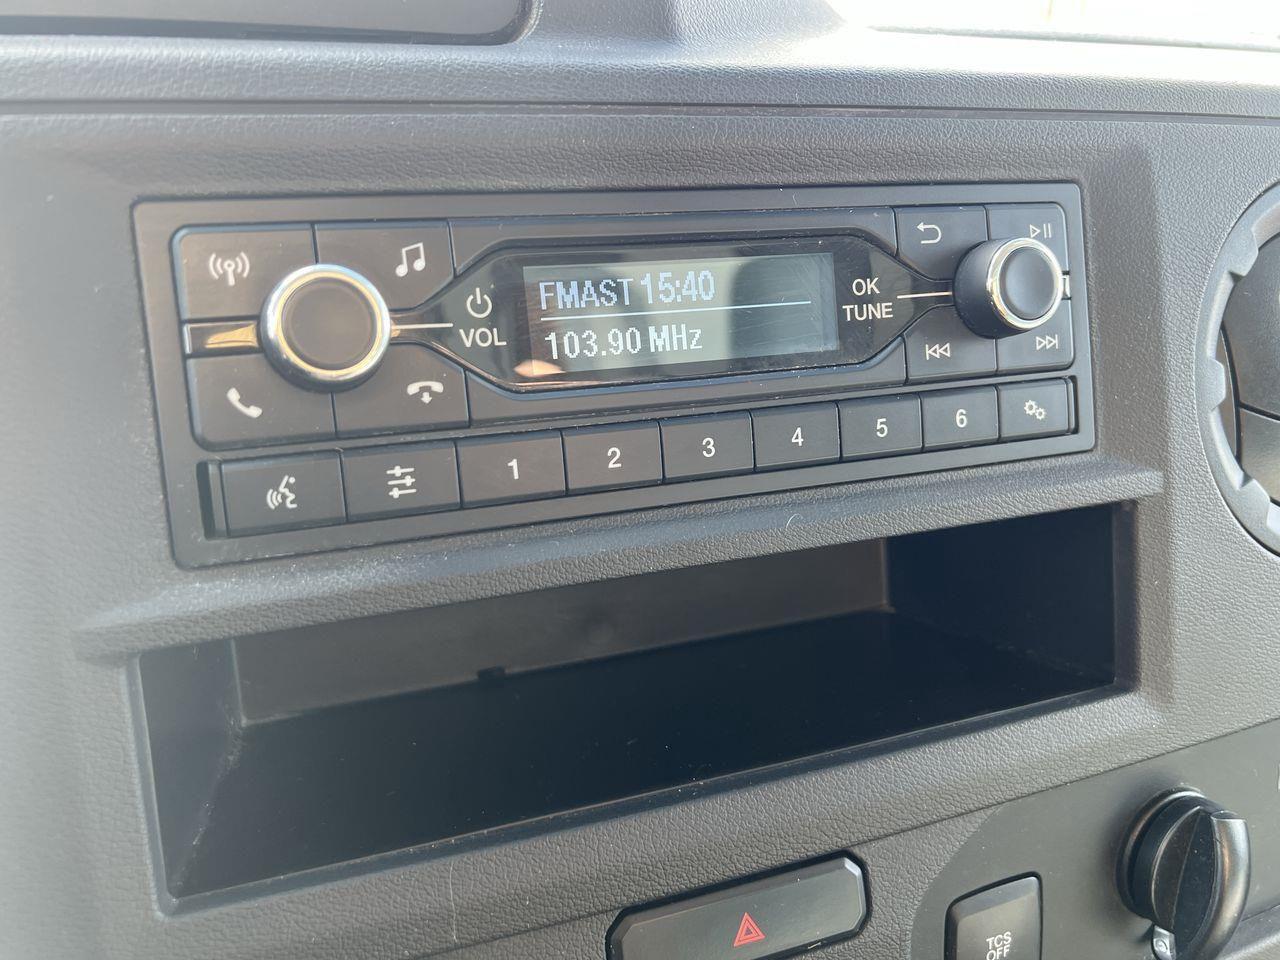 FMAST 15:40
103.90 MHz
VOL
OK
TUNE
1
2
3
4
5
6
TCS
OFF